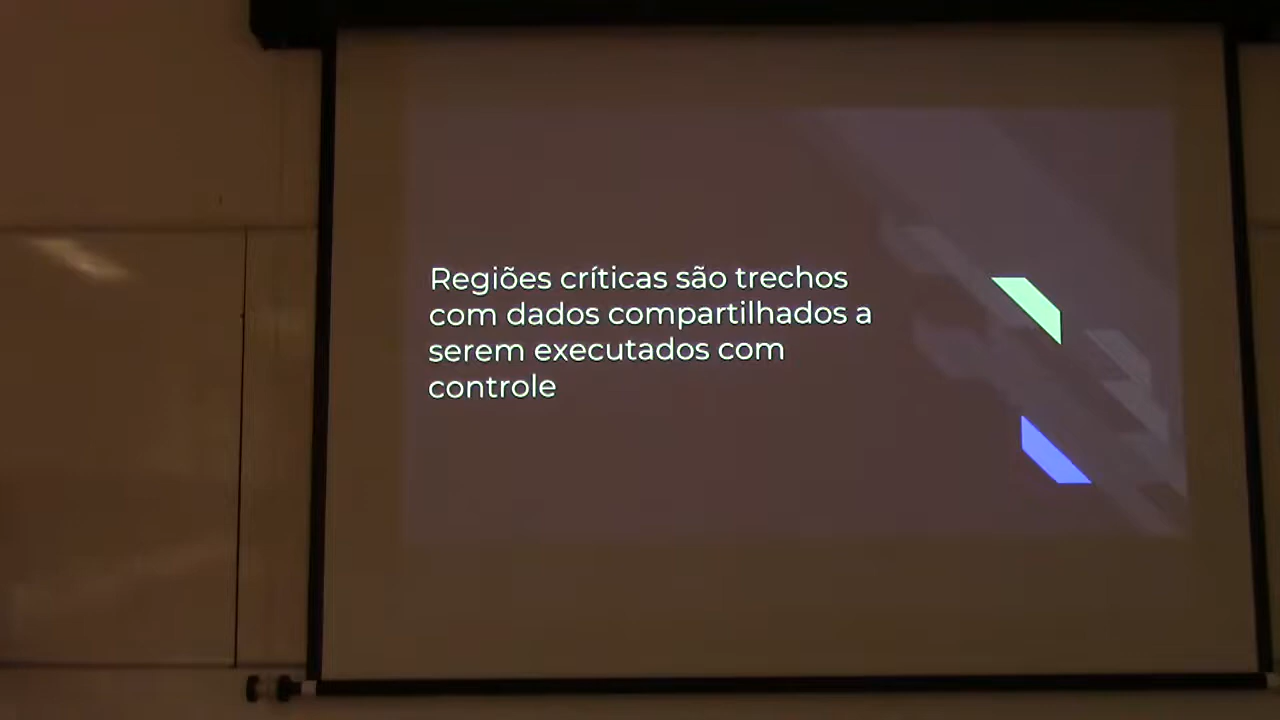 Regiões críticas são trechos
com dados compartilhados a
serem executados com
controle